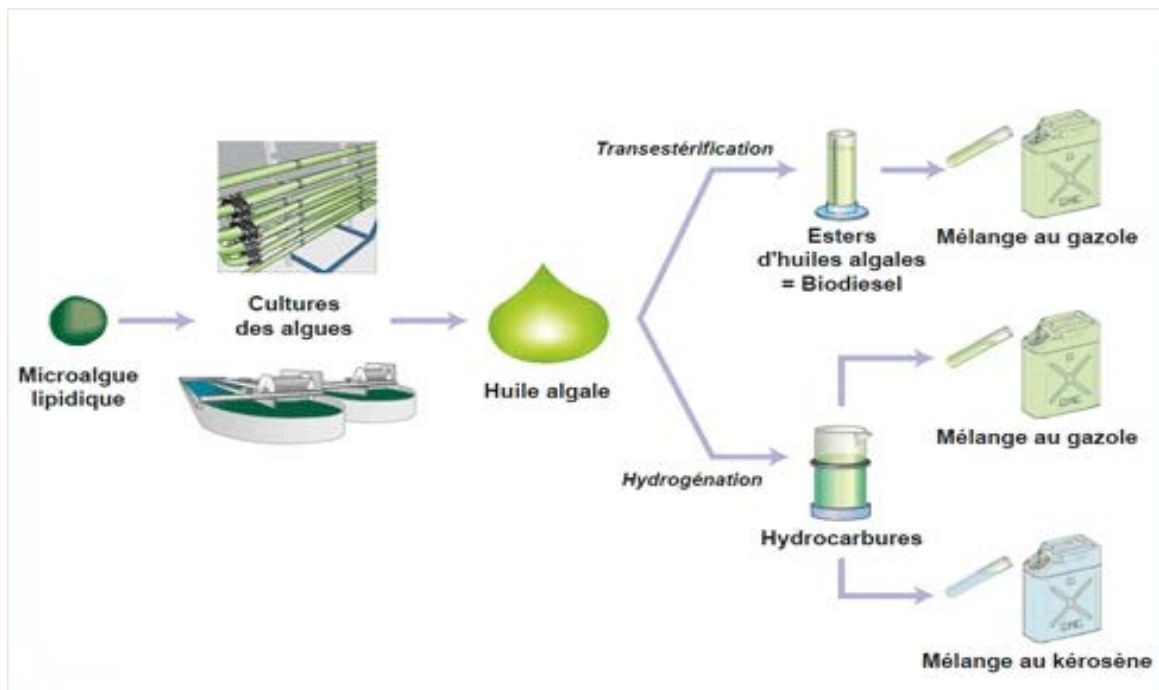 Microalgue
lipidique
Cultures
des algues
Huile algale
Transestérification
Esters
d'huiles algales
= Biodiesel
Mélange au gazole
Hydrogénation
Hydrocarbures
Mélange au gazole
Mélange au kérosène